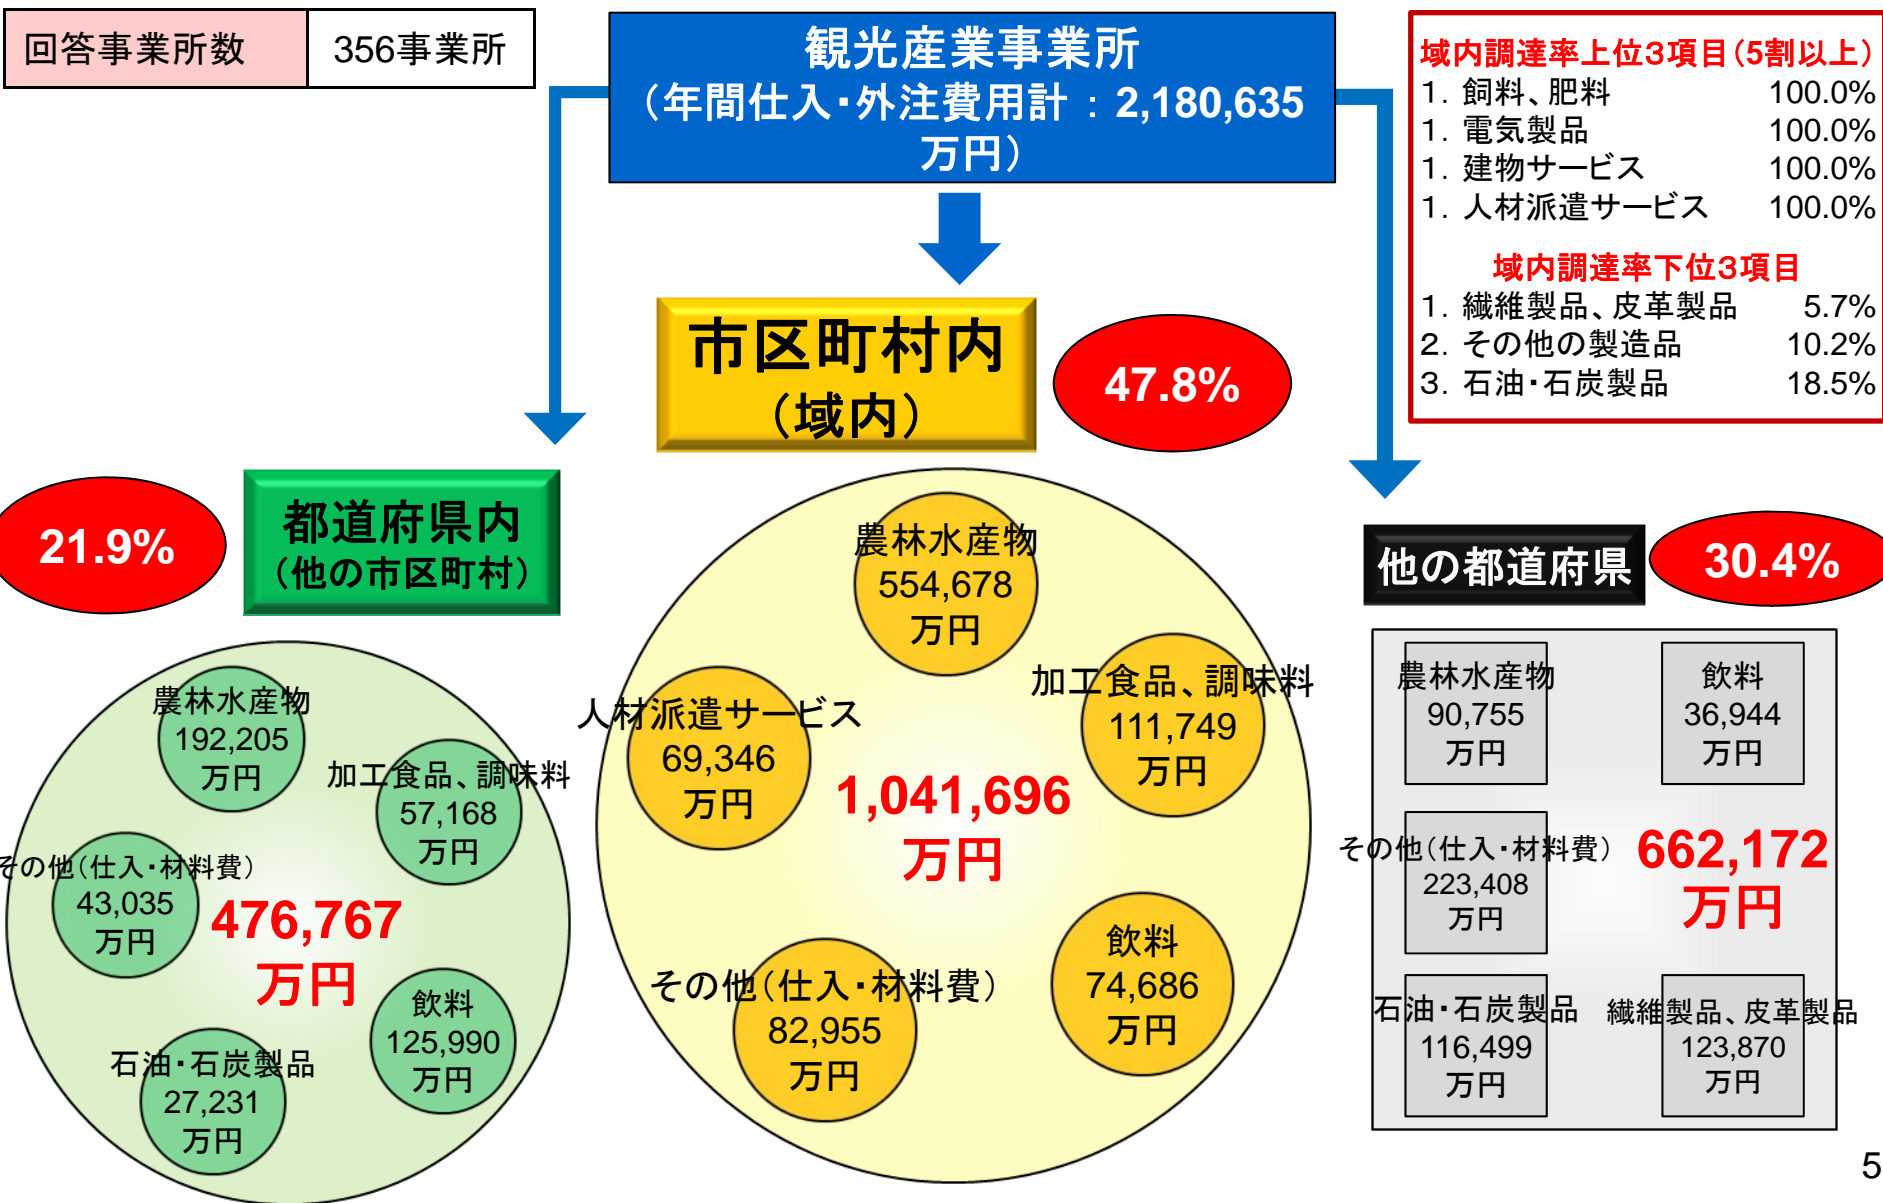 回答事業所数 356事業所
観光産業事業所
（年間仕入・外注費用計 : 2,180,635
万円）
域内調達率上位3項目（5割以上）
1. 飼料、肥料 100.0%
1. 電気製品 100.0%
1. 建物サービス 100.0%
1. 人材派遣サービス 100.0%
域内調達率下位3項目
1. 繊維製品、皮革製品 5.7%
2. その他の製造品 10.2%
3. 石油・石炭製品 18.5%
市区町村内
（域内）
47.8%
21.9%
都道府県内
（他の市区町村）
他の都道府県
30.4%
農林水産物
192,205
万円
加工食品、調味料
57,168
万円
その他（仕入・材料費）
43,035
万円
476,767
万円
飲料
125,990
万円
石油・石炭製品
27,231
万円
農林水産物
554,678
万円
加工食品、調味料
111,749
万円
人材派遣サービス
69,346
万円
1,041,696
万円
飲料
74,686
万円
その他（仕入・材料費）
82,955
万円
農林水産物
90,755
万円
飲料
36,944
万円
その他（仕入・材料費）
223,408
万円
662,172
万円
石油・石炭製品
116,499
万円
繊維製品、皮革製品
123,870
万円
5